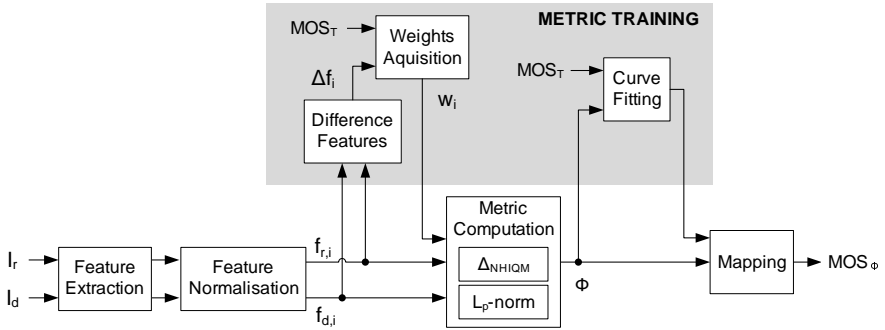 METRIC TRAINING
MOS_T
Weights
Aquisition
Δf_i
w_i
Difference
Features
MOS_T
Curve
Fitting
I_r
I_d
Feature
Extraction
Feature
Normalisation
f_r,i
f_d,i
Metric
Computation
Δ_NHIQM
L_p-norm
Φ
Mapping
MOS_Φ